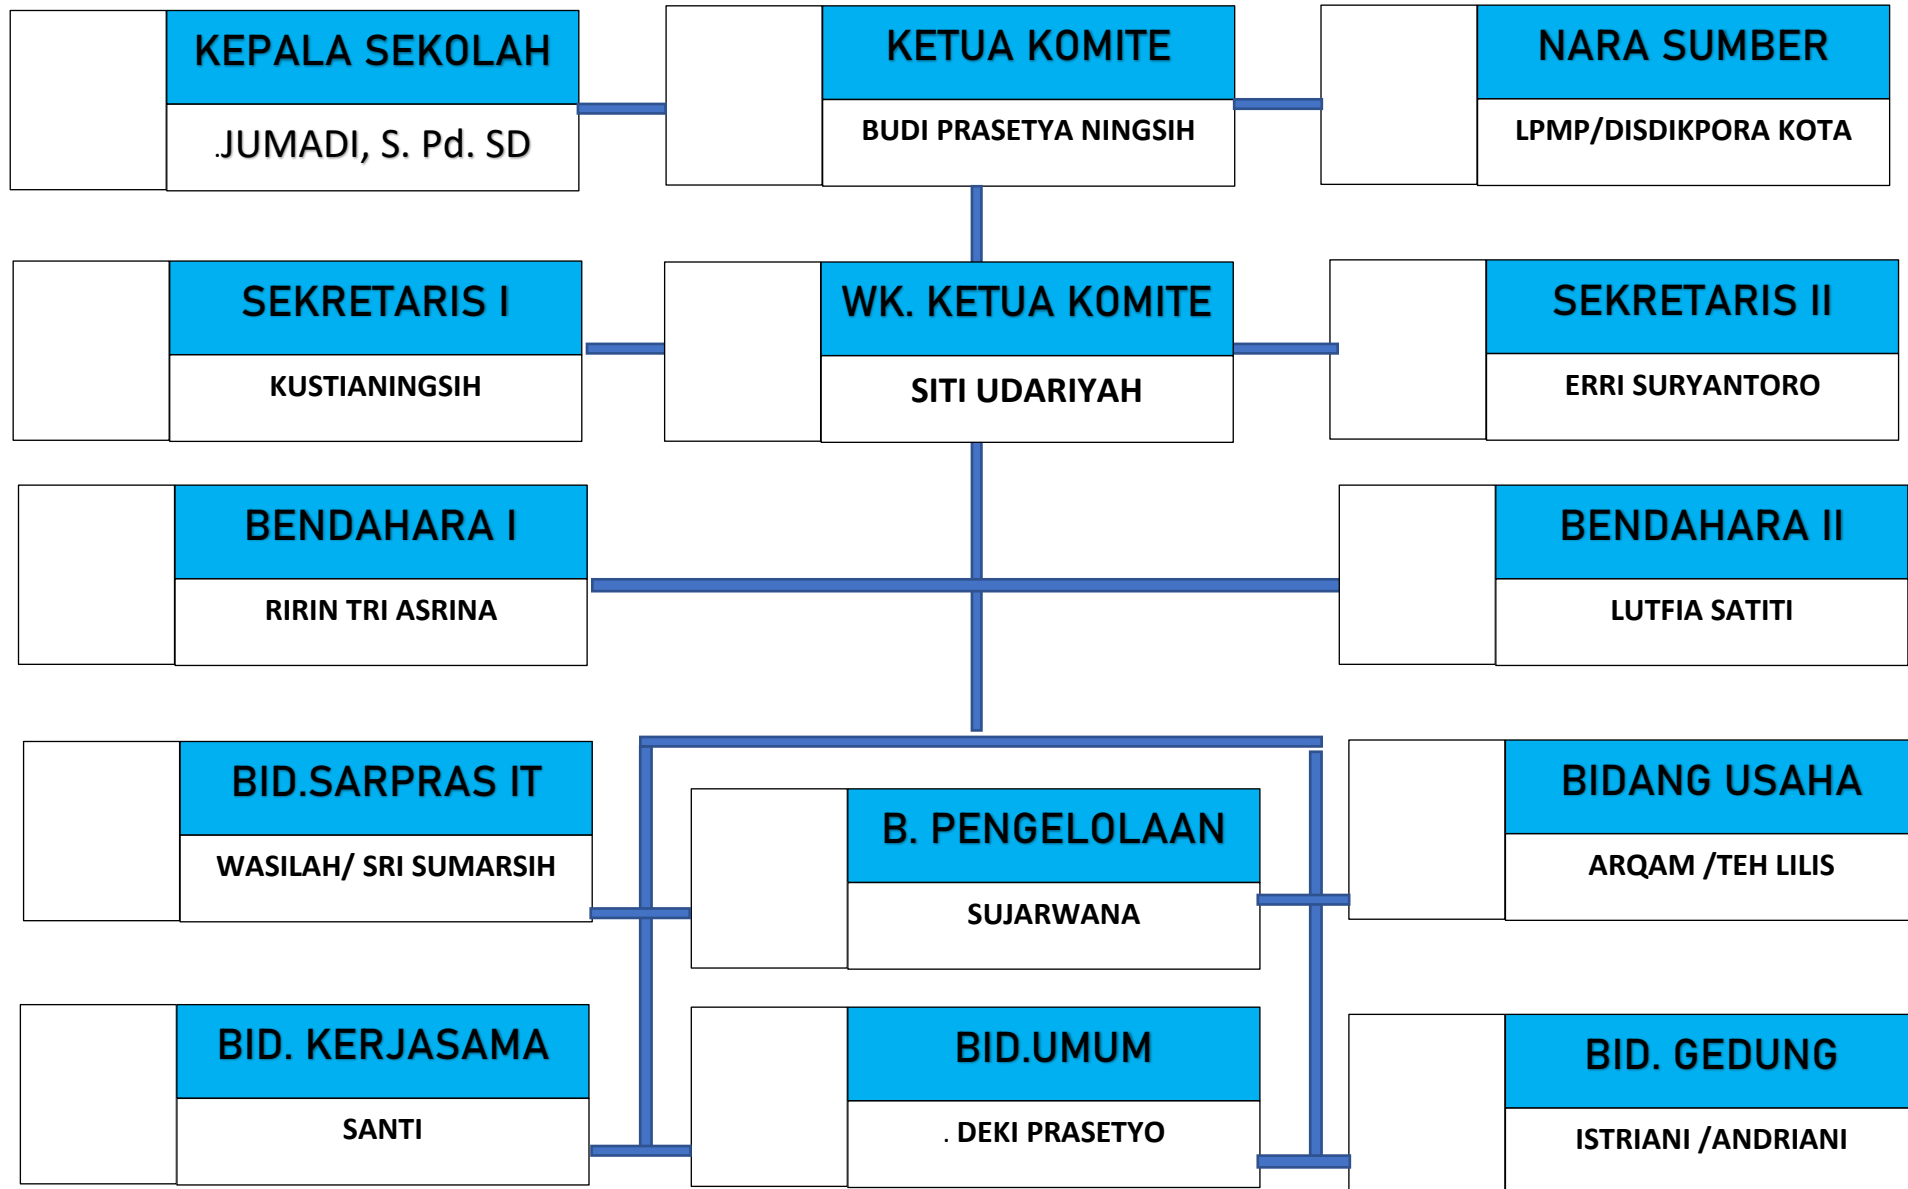 KEPALA SEKOLAH
.JUMADI, S. Pd. SD
KETUA KOMITE
BUDI PRASETYA NINGSIH
NARA SUMBER
LPMP/DISDIKPORA KOTA
SEKRETARIS I
KUSTIANINGSIH
WK. KETUA KOMITE
SITI UDARIYAH
SEKRETARIS II
ERRI SURYANTORO
BENDAHARA I
RIRIN TRI ASRINA
BENDAHARA II
LUTFIA SATITI
BID.SARPRAS IT
WASILAH/ SRI SUMARSIH
B. PENGELOLAAN
SUJARWANA
BIDANG USAHA
ARQAM /TEH LILIS
BID. KERJASAMA
SANTI
BID.UMUM
. DEKI PRASETYO
BID. GEDUNG
ISTRIANI /ANDRIANI